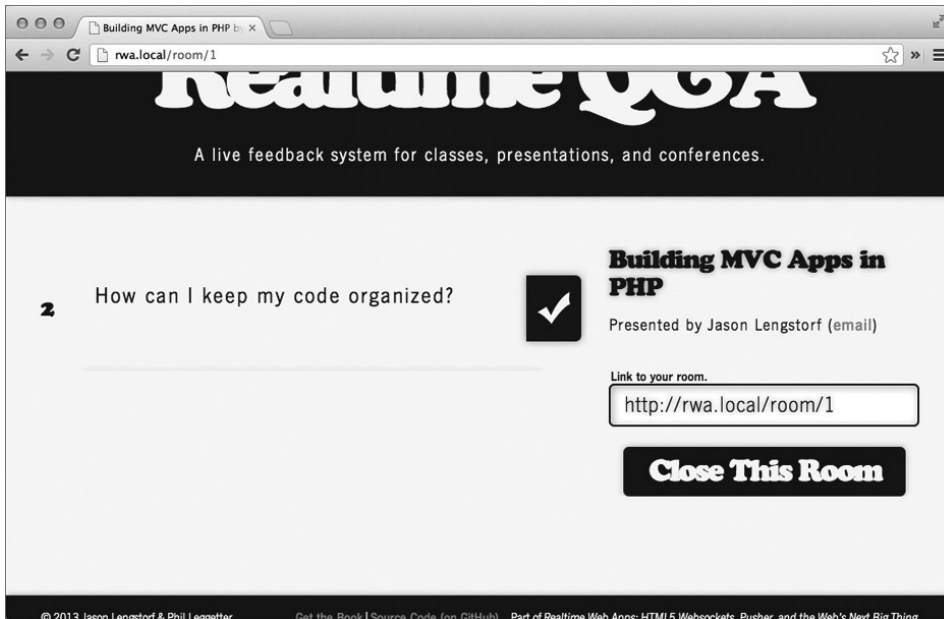 Building MVC Apps in PHP by
rwa.local/room/1
Realtime Q&A
A live feedback system for classes, presentations, and conferences.
2
How can I keep my code organized?
Building MVC Apps in
PHP
Presented by Jason Lengstorf (email)
Link to your room.
http://rwa.local/room/1
Close This Room
© 2013 Jason Lengstorf & Phil Leggetter
Get the Book | Source Code (on GitHub)
Part of Realtime Web Apps: HTML5 Websockets, Pusher, and the Web's Next Big Thing